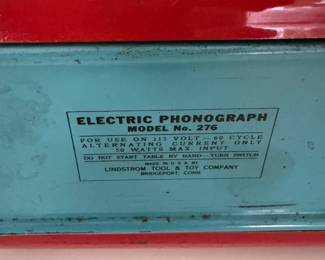 ELECTRIC PHONOGRAPH
MODEL No. 276
FOR USE ON 115 VOLT - 60 CYCLE
ALTERNATING CURRENT ONLY
50 WATTS MAX. INPUT
DO NOT START TABLE BY HAND - TURN SWITCH
MADE IN U.S.A. BY
LINDSTROM TOOL & TOY COMPANY
BRIDGEPORT, CONN.